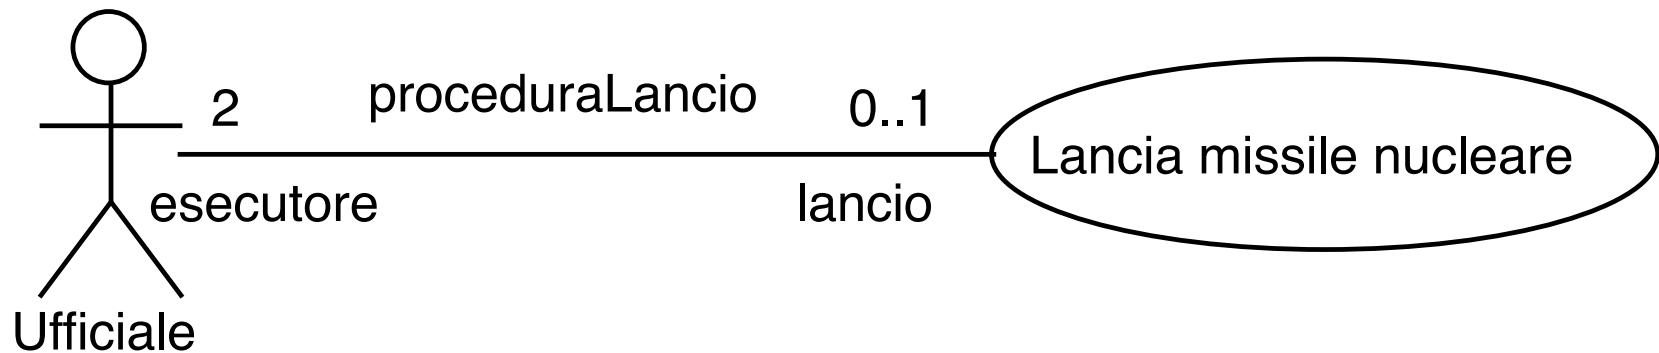 2 proceduraLancio 0..1
Lancia missile nucleare
esecutore lancio
Ufficiale